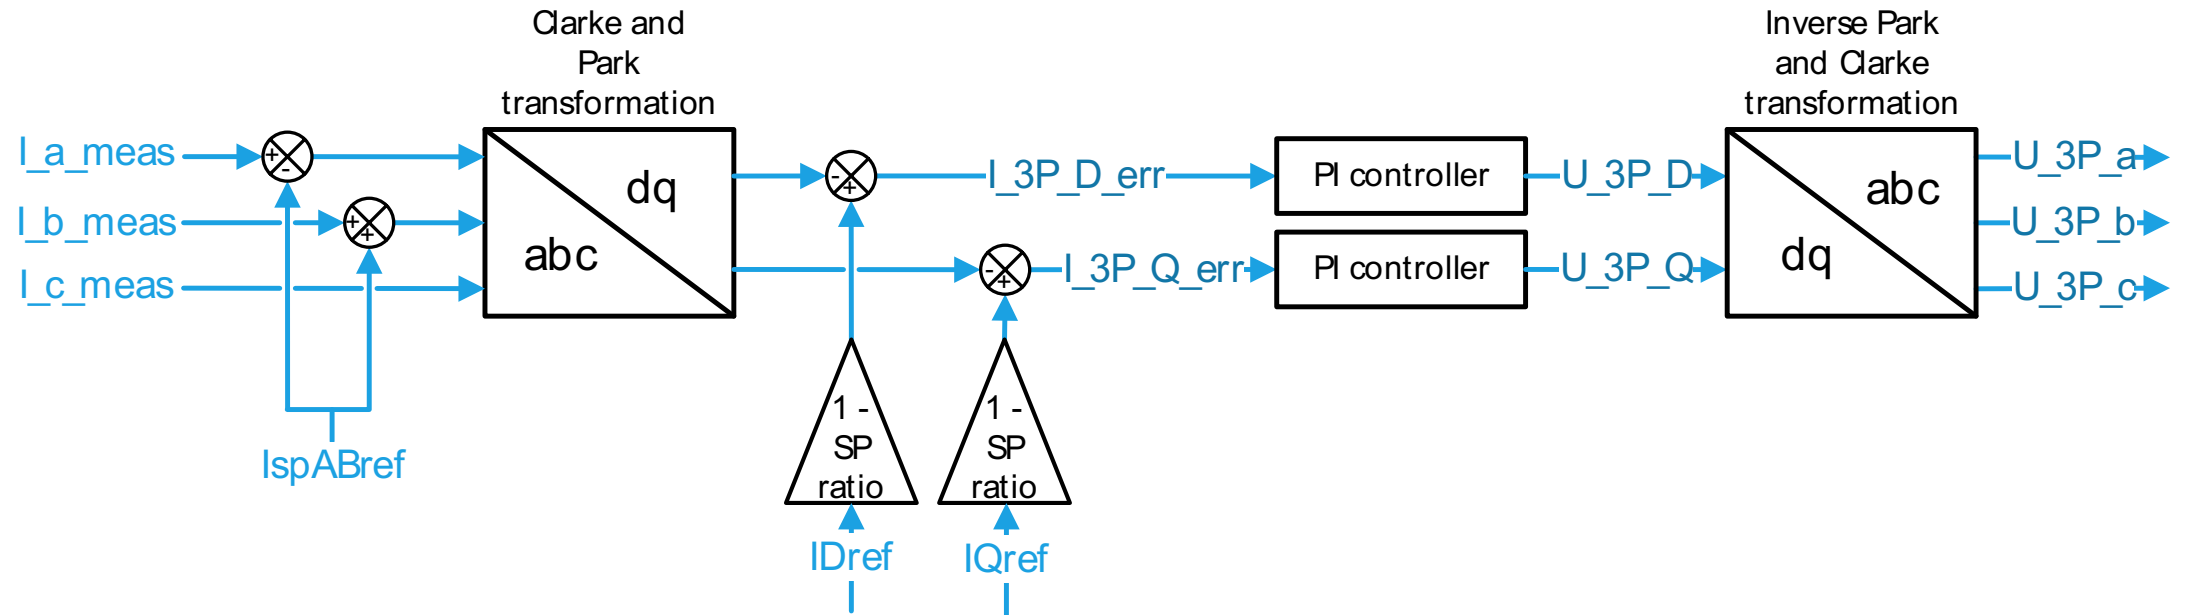 Clarke and
Park
transformation
Inverse Park
and Clarke
transformation
I_a_meas
+
-
I_b_meas
+
+
I_c_meas
dq
abc
-
+
I_3P_D_err
PI controller
U_3P_D
-
+
I_3P_Q_err
PI controller
U_3P_Q
abc
dq
U_3P_a
U_3P_b
U_3P_c
IspABref
1 -
SP
ratio
1 -
SP
ratio
IDref
IQref